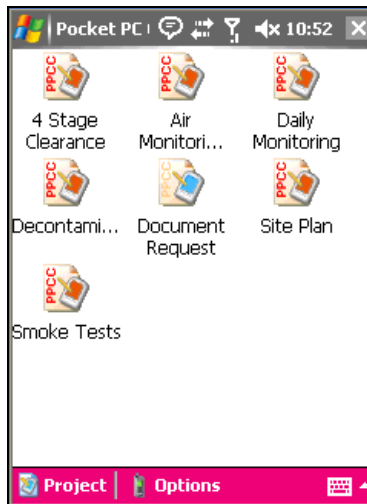 Pocket PC
10:52
PPCC
PPCC
PPCC
4 Stage
Clearance
Air
Monitori...
Daily
Monitoring
PPCC
PPCC
PPCC
Decontami...
Document
Request
Site Plan
PPCC
Smoke Tests
Project
Options